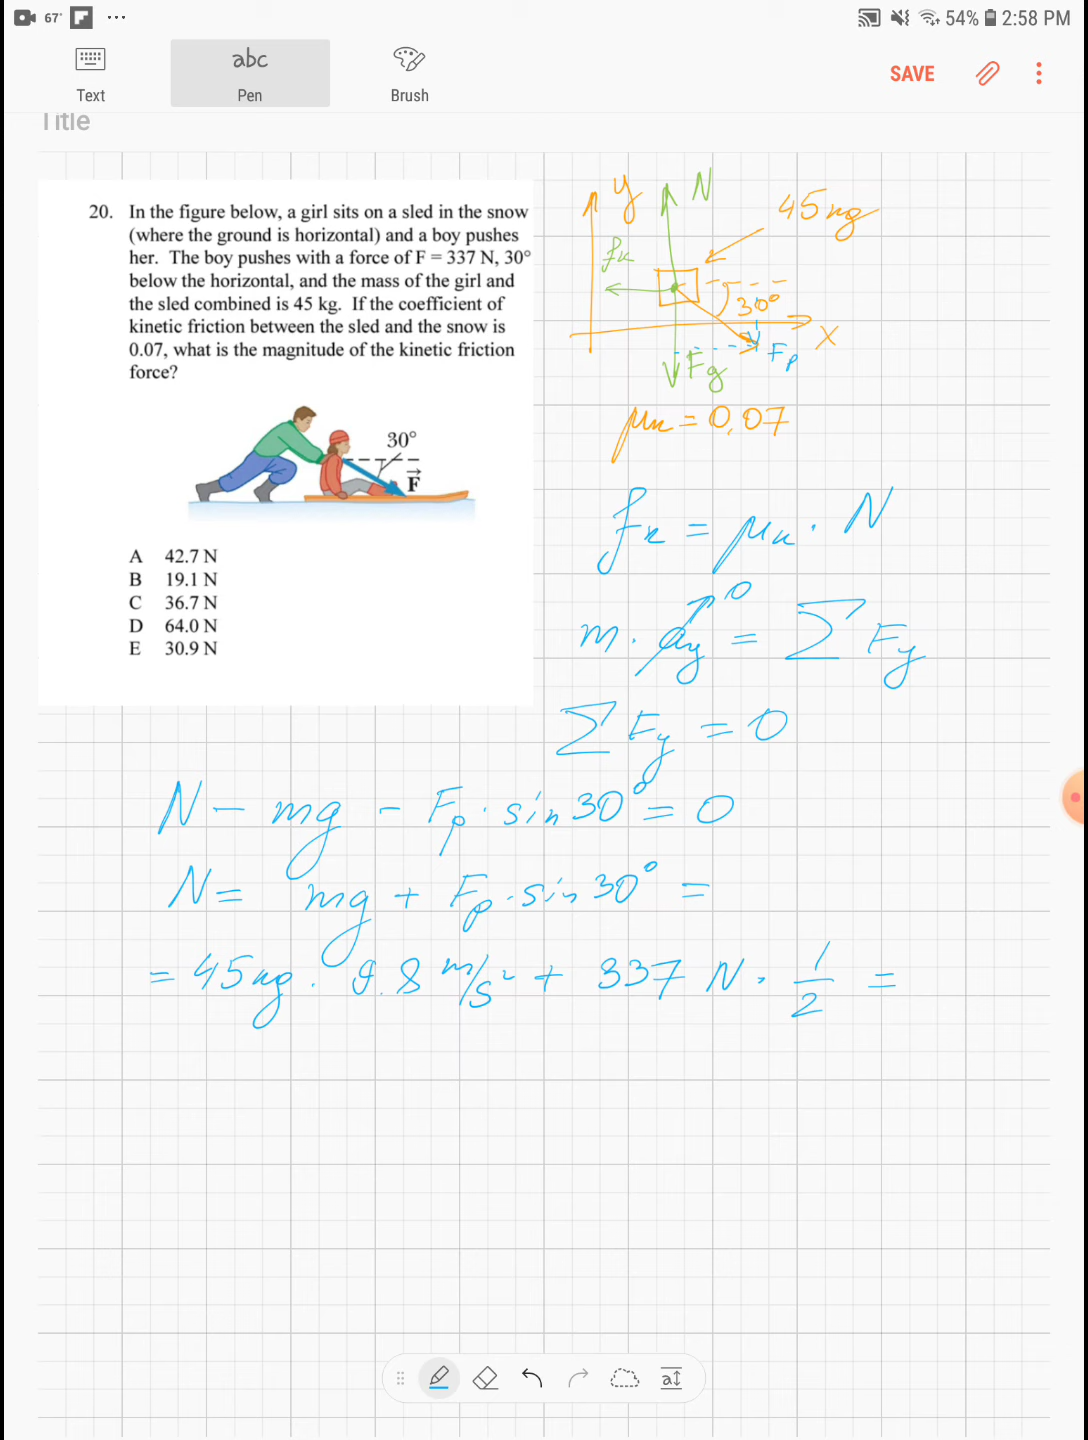 67°
54% 2:58 PM
abc
Text Pen Brush
SAVE
Title
20. In the figure below, a girl sits on a sled in the snow
(where the ground is horizontal) and a boy pushes
her. The boy pushes with a force of F = 337 N, 30°
below the horizontal, and the mass of the girl and
the sled combined is 45 kg. If the coefficient of
kinetic friction between the sled and the snow is
0.07, what is the magnitude of the kinetic friction
force?
30°
F⃗
A 42.7 N
B 19.1 N
C 36.7 N
D 64.0 N
E 30.9 N
y N
45 kg
fk
30°
x
Fp
Fg
μk = 0,07
fk = μk · N
0
m · ay = Σ Fy
Σ Fy = 0
N - mg - Fp · sin 30° = 0
N = mg + Fp · sin 30° =
= 45 kg · 9.8 m/s² + 337 N · 1/2 =